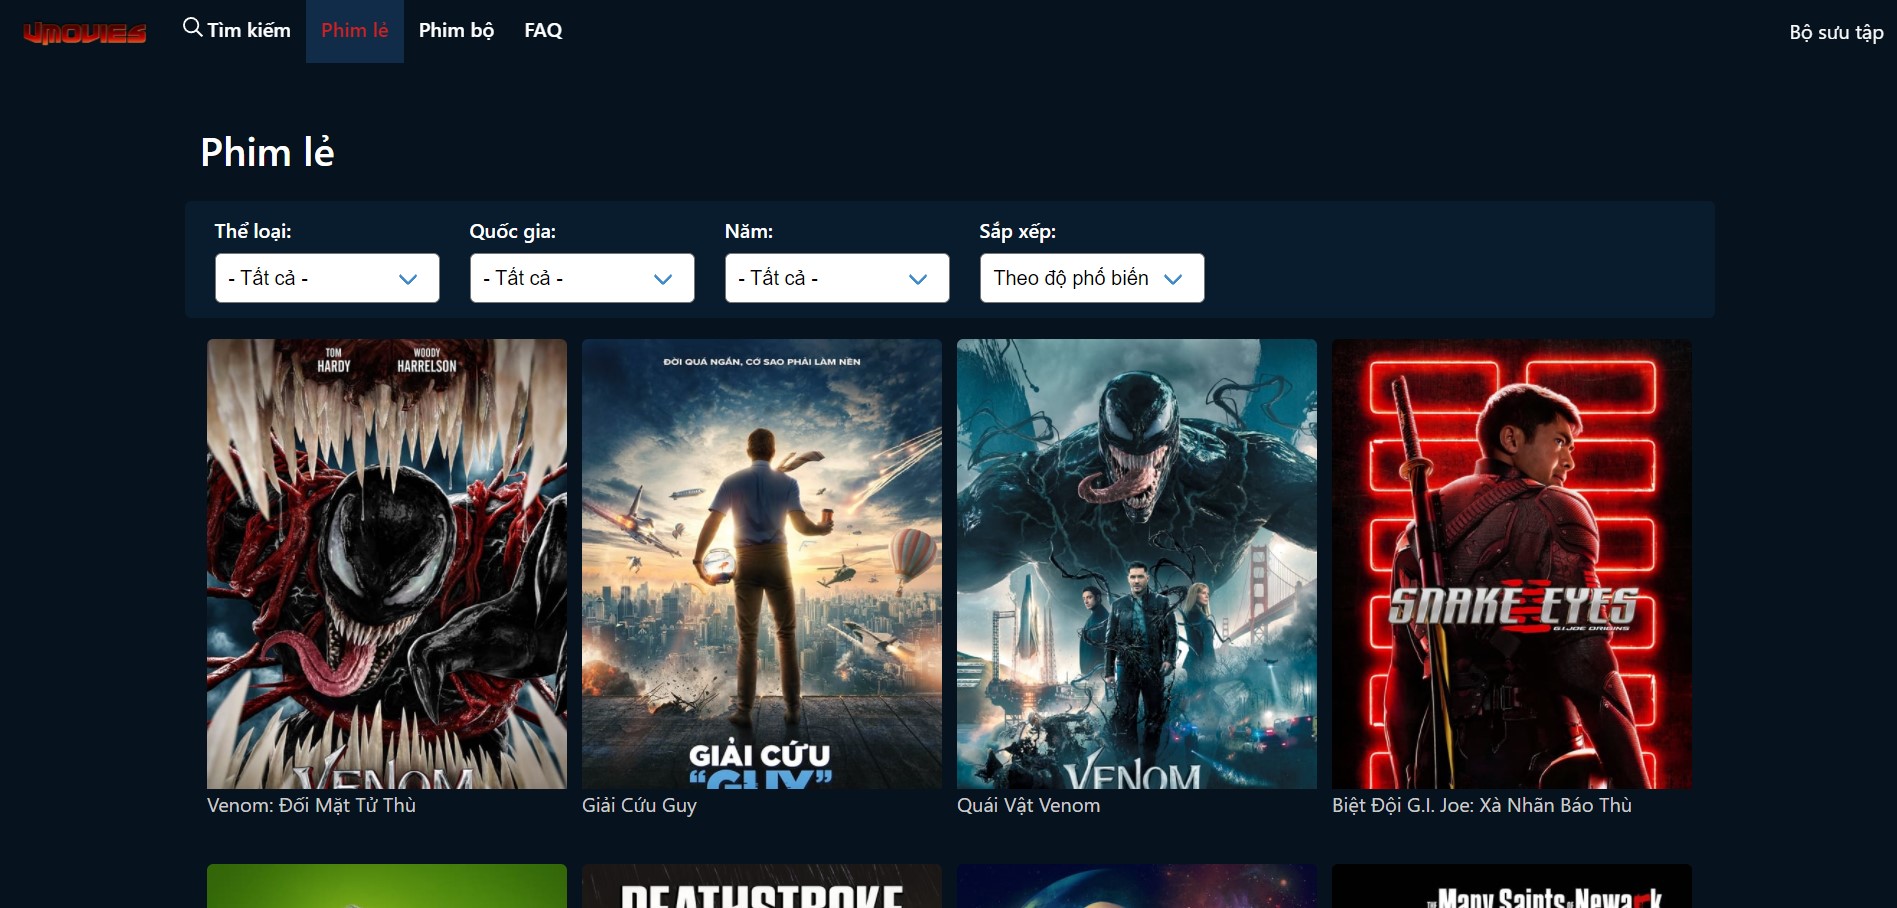 VMOVIES
Tìm kiếm
Phim lẻ
Phim bộ
FAQ
Bộ sưu tập
Phim lẻ
Thể loại:
Quốc gia:
Năm:
Sắp xếp:
- Tất cả -
- Tất cả -
- Tất cả -
Theo độ phổ biến
TOM
HARDY
WOODY
HARRELSON
VENOM
ĐỜI QUÁ NGẮN, CỚ SAO PHẢI LÀM NỀN
GIẢI CỨU
"GUY"
VENOM
SNAKE EYES
G.I. JOE ORIGINS
Venom: Đối Mặt Tử Thù
Giải Cứu Guy
Quái Vật Venom
Biệt Đội G.I. Joe: Xà Nhãn Báo Thù
DEATHSTROKE
THE Many Saints OF Newark